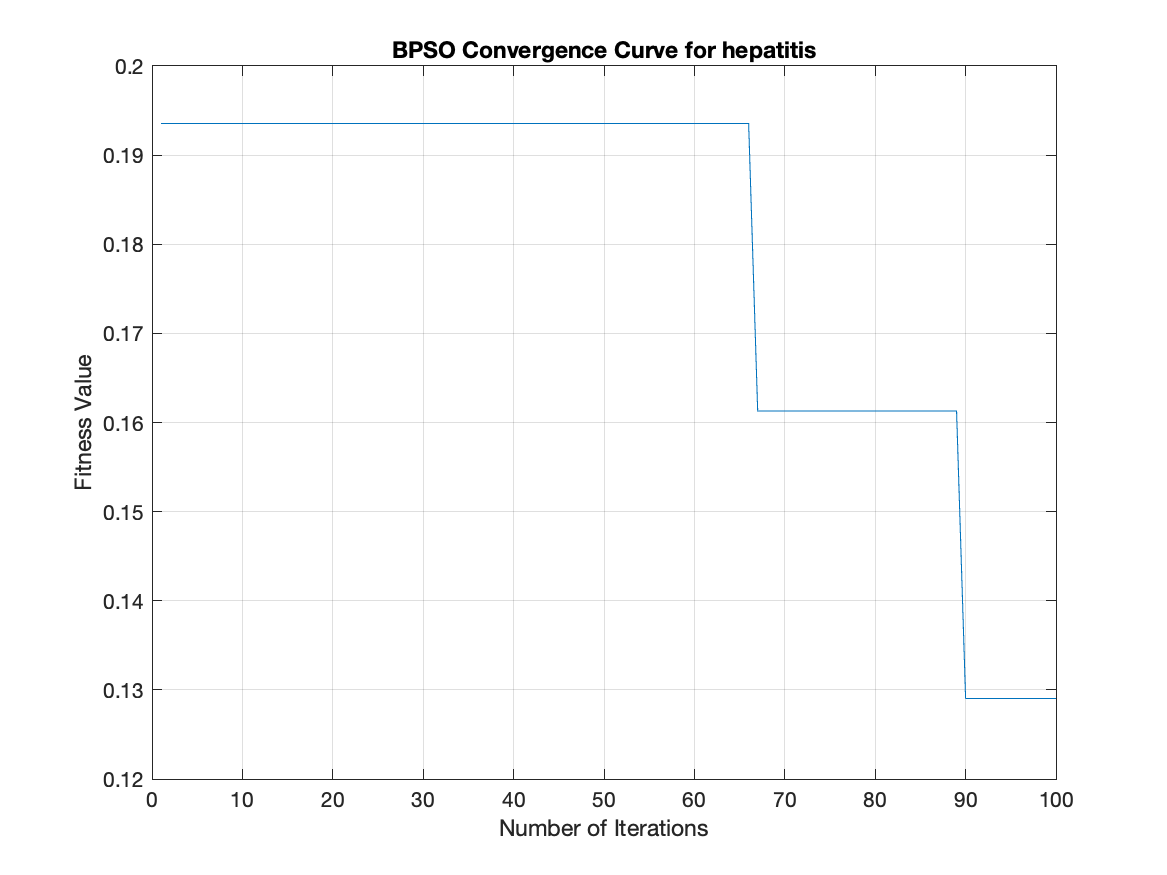 BPSO Convergence Curve for hepatitis
0.2
0.19
0.18
0.17
0.16
0.15
0.14
0.13
0.12
Fitness Value
0 10 20 30 40 50 60 70 80 90 100
Number of Iterations